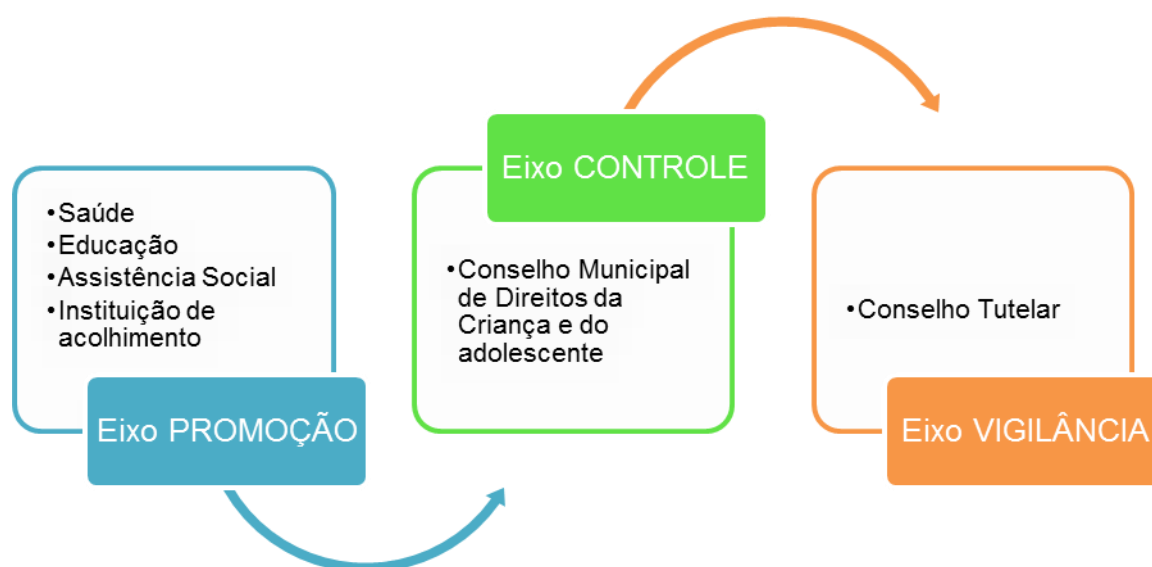 •Saúde
•Educação
•Assistência Social
•Instituição de
acolhimento
Eixo PROMOÇÃO
Eixo CONTROLE
•Conselho Municipal
de Direitos da
Criança e do
adolescente
•Conselho Tutelar
Eixo VIGILÂNCIA